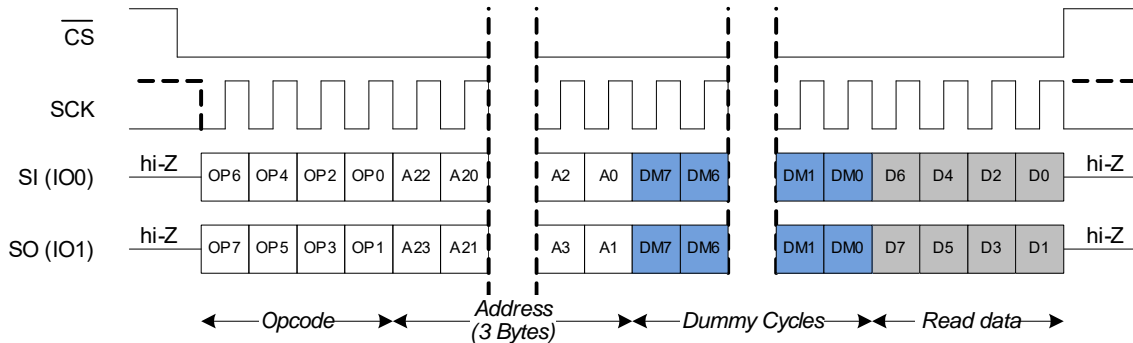 CS
SCK
SI (IO0) hi-Z OP6 OP4 OP2 OP0 A22 A20 A2 A0 DM7 DM6 DM1 DM0 D6 D4 D2 D0 hi-Z
SO (IO1) hi-Z OP7 OP5 OP3 OP1 A23 A21 A3 A1 DM7 DM6 DM1 DM0 D7 D5 D3 D1 hi-Z
Opcode Address Dummy Cycles Read data
(3 Bytes)